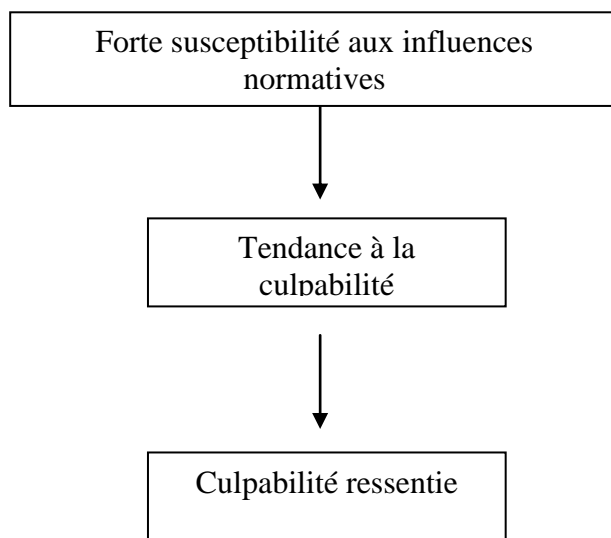 Forte susceptibilité aux influences
normatives
Tendance à la
culpabilité
Culpabilité ressentie